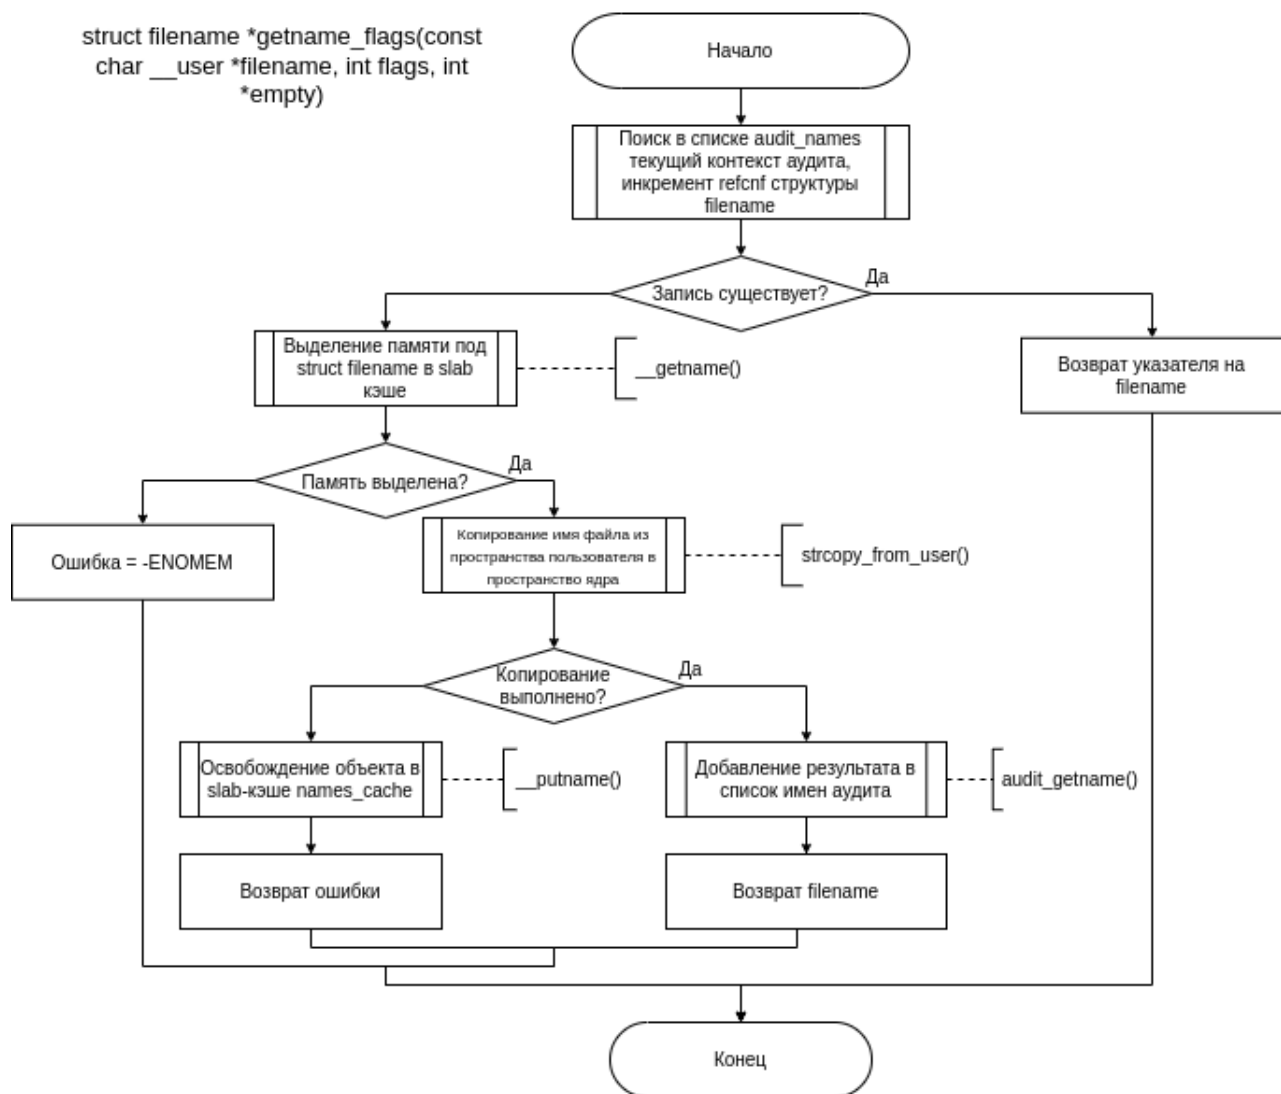 struct filename *getname_flags(const
char __user *filename, int flags, int
*empty)
Начало
Поиск в списке audit_names
текущий контекст аудита,
инкремент refcnf структуры
filename
Запись существует?
Да
Выделение памяти под
struct filename в slab
кэше
__getname()
Возврат указателя на
filename
Память выделена?
Да
Ошибка = -ENOMEM
Копирование имя файла из
пространства пользователя в
пространство ядра
strcopy_from_user()
Копирование
выполнено?
Да
Освобождение объекта в
slab-кэше names_cache
__putname()
Добавление результата в
список имен аудита
audit_getname()
Возврат ошибки
Возврат filename
Конец